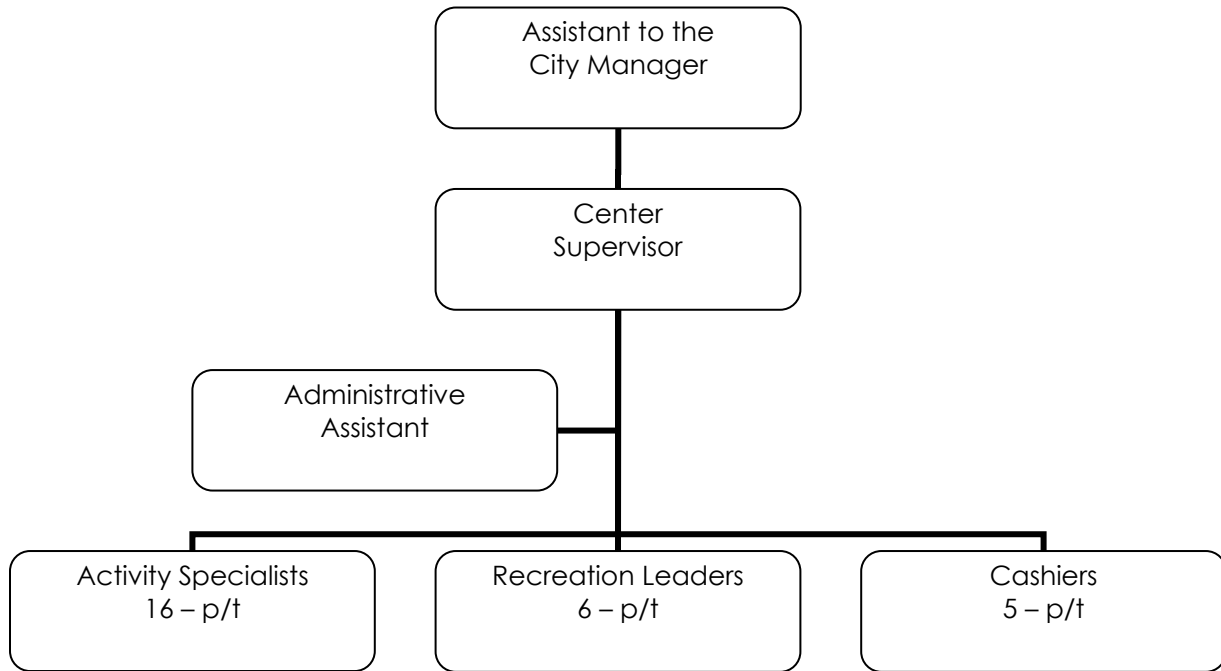 Assistant to the
City Manager
Center
Supervisor
Administrative
Assistant
Activity Specialists
16 – p/t
Recreation Leaders
6 – p/t
Cashiers
5 – p/t